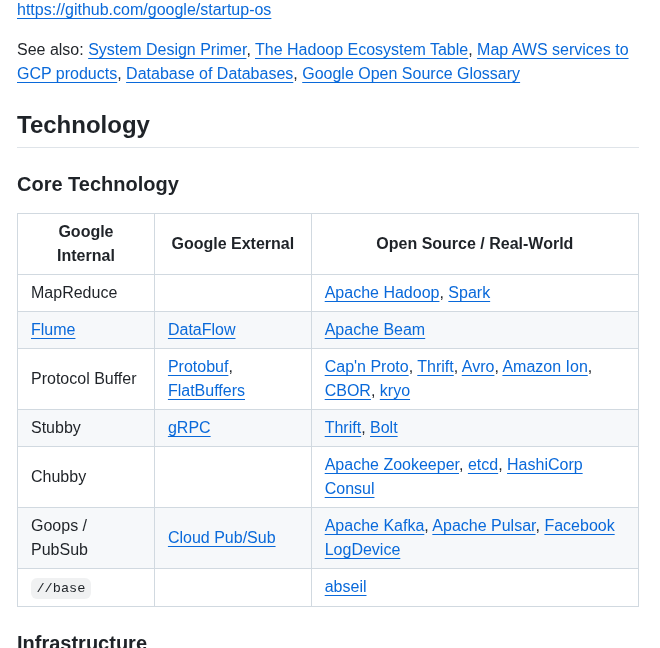 https://github.com/google/startup-os
See also: System Design Primer, The Hadoop Ecosystem Table, Map AWS services to
GCP products, Database of Databases, Google Open Source Glossary
Technology
Core Technology
Google
Internal
Google External
Open Source / Real-World
MapReduce
Apache Hadoop, Spark
Flume
DataFlow
Apache Beam
Protocol Buffer
Protobuf,
FlatBuffers
Cap'n Proto, Thrift, Avro, Amazon Ion,
CBOR, kryo
Stubby
gRPC
Thrift, Bolt
Chubby
Apache Zookeeper, etcd, HashiCorp
Consul
Goops /
PubSub
Cloud Pub/Sub
Apache Kafka, Apache Pulsar, Facebook
LogDevice
//base
abseil
Infrastructure